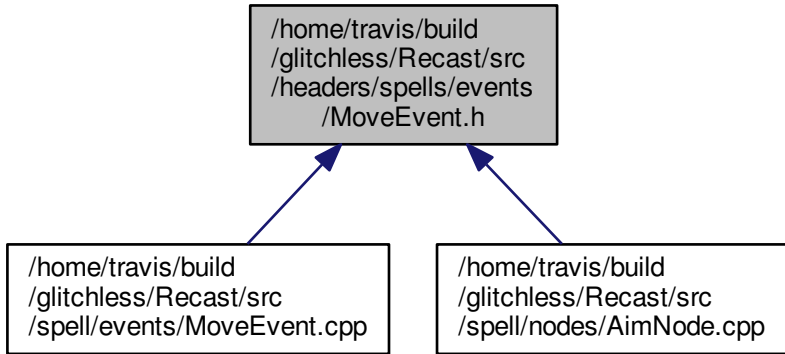 /home/travis/build
/glitchless/Recast/src
/headers/spells/events
/MoveEvent.h
/home/travis/build
/glitchless/Recast/src
/spell/events/MoveEvent.cpp
/home/travis/build
/glitchless/Recast/src
/spell/nodes/AimNode.cpp